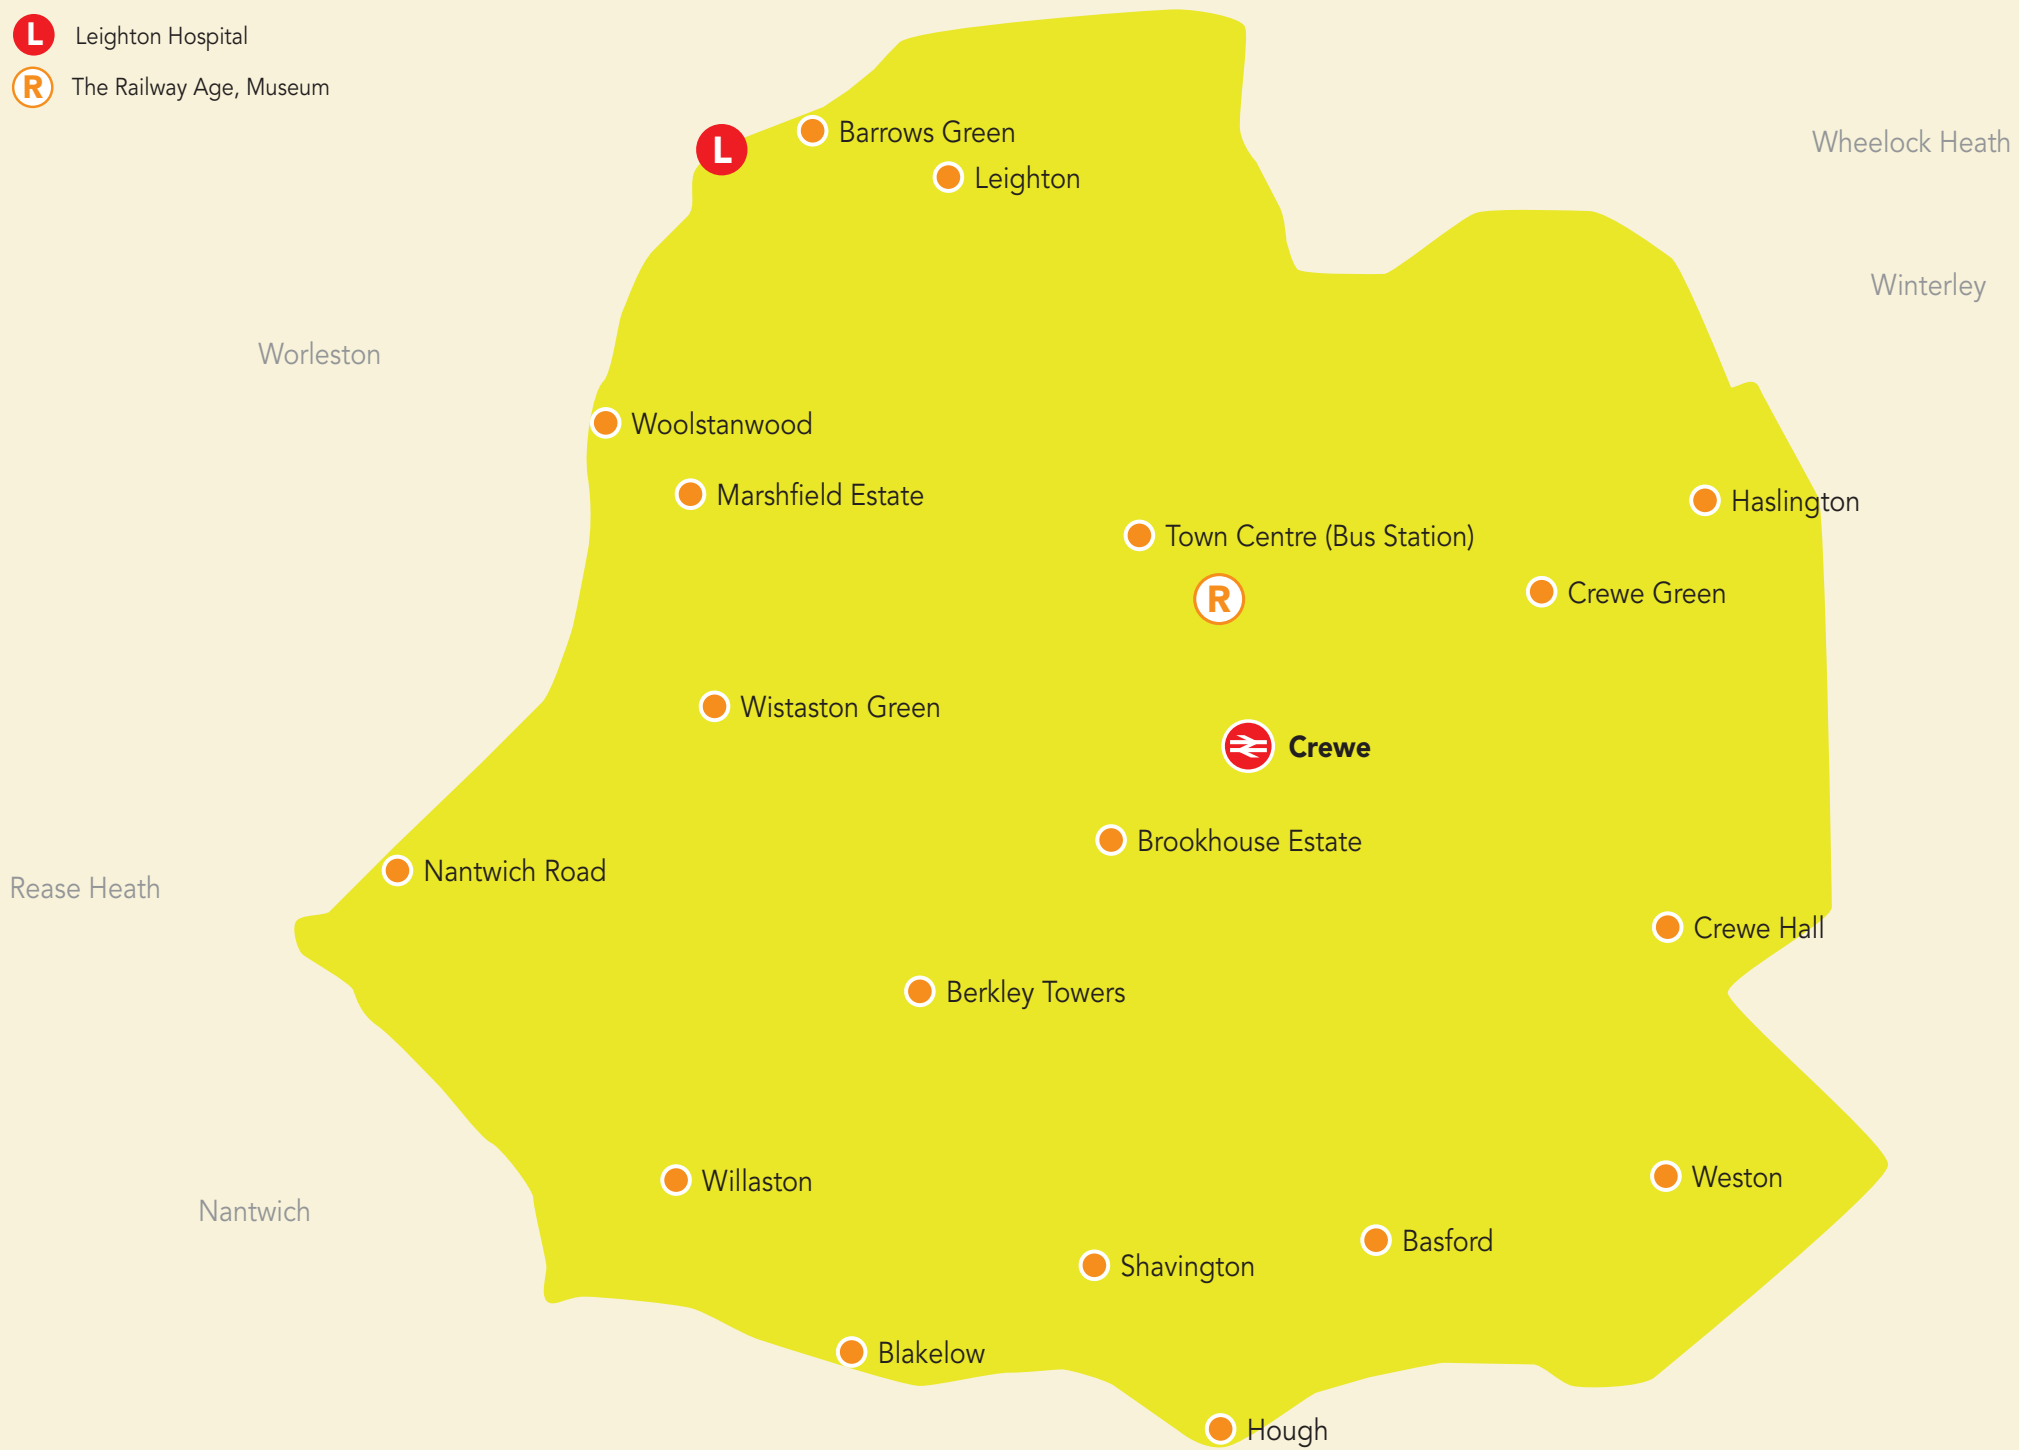 L Leighton Hospital
R The Railway Age, Museum
Barrows Green
Wheelock Heath
L
Leighton
Winterley
Worleston
Woolstanwood
Marshfield Estate
Haslington
Town Centre (Bus Station)
Crewe Green
R
Wistaston Green
Crewe
Brookhouse Estate
Nantwich Road
Rease Heath
Crewe Hall
Berkley Towers
Weston
Willaston
Nantwich
Basford
Shavington
Blakelow
Hough